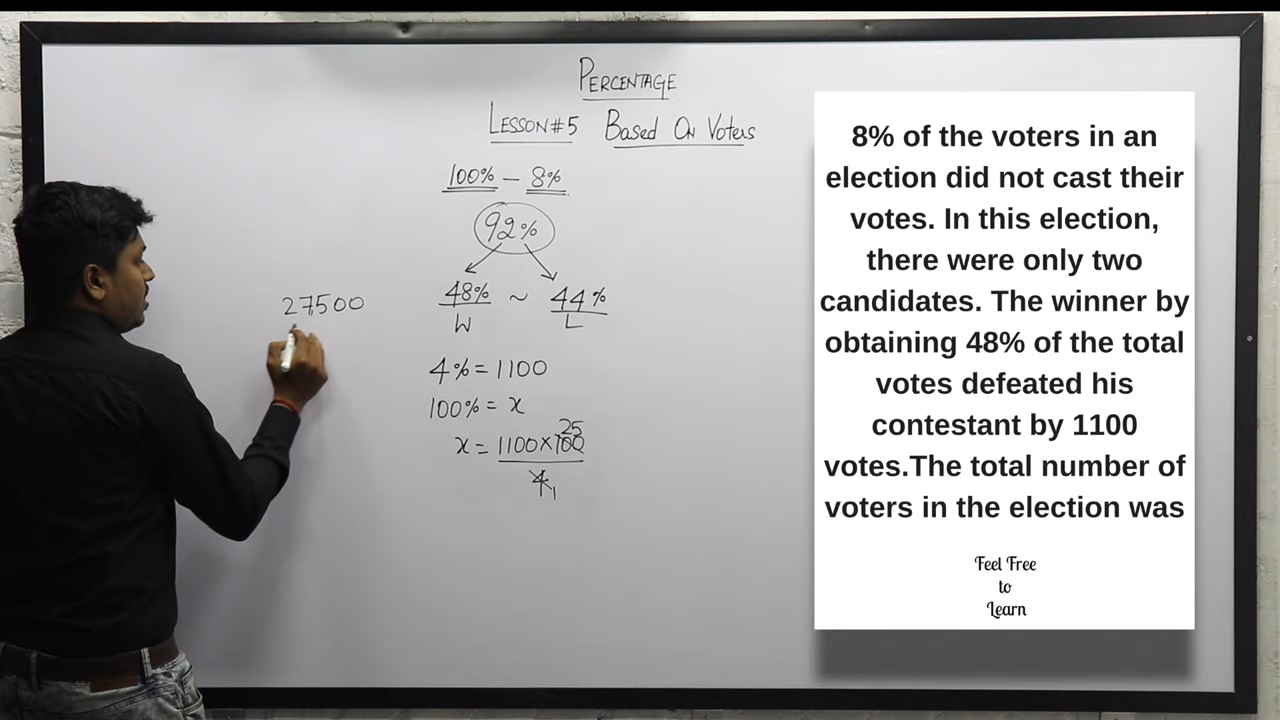 PERCENTAGE
LESSON#5 Based On Voters
100% - 8%
92%
48% ~ 44%
W L
4% = 1100
100% = x
25
x = 1100×100
4 1
27,500
8% of the voters in an
election did not cast their
votes. In this election,
there were only two
candidates. The winner by
obtaining 48% of the total
votes defeated his
contestant by 1100
votes.The total number of
voters in the election was
Feel Free
to
Learn